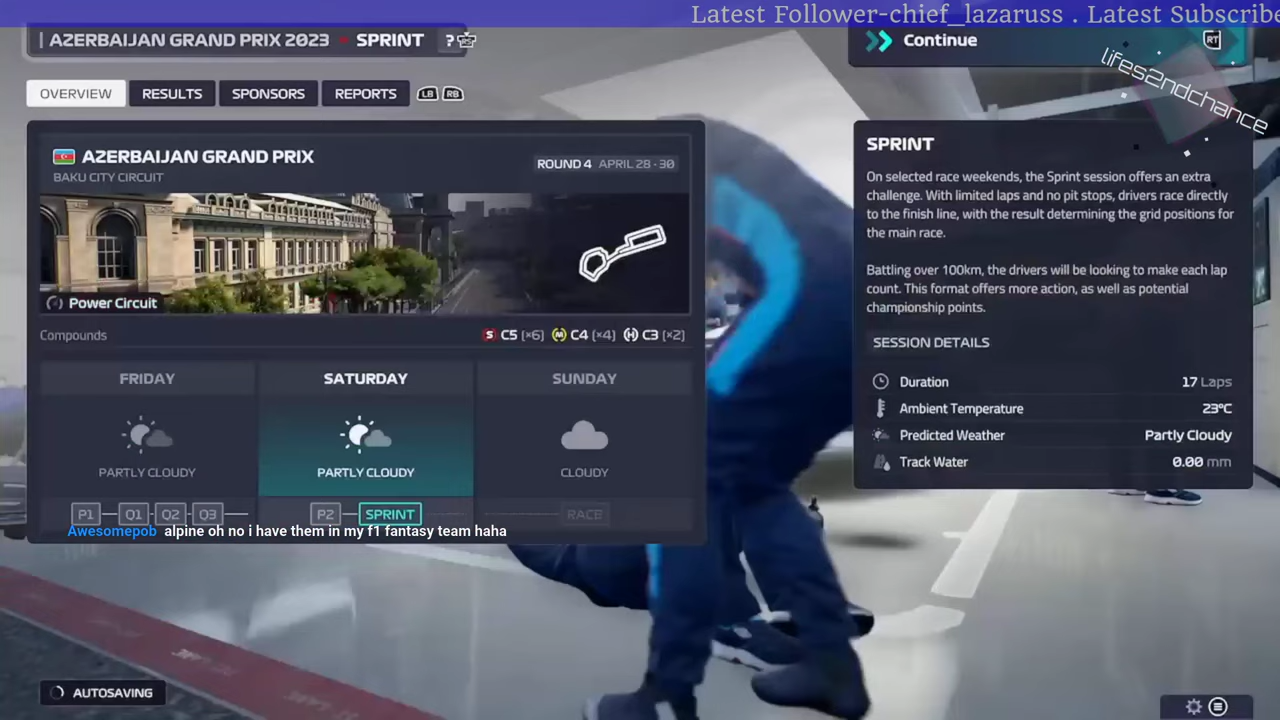 Latest Follower-chief_lazaruss . Latest Subscribe
AZERBAIJAN GRAND PRIX 2023 SPRINT ?
Continue RT
lifes2ndchance
OVERVIEW RESULTS SPONSORS REPORTS LB RB
AZERBAIJAN GRAND PRIX
BAKU CITY CIRCUIT
ROUND 4 APRIL 28 - 30
Power Circuit
Compounds S C5 (×6) M C4 (×4) H C3 (×2)
FRIDAY SATURDAY SUNDAY
PARTLY CLOUDY PARTLY CLOUDY CLOUDY
P1 Q1 Q2 Q3 P2 SPRINT RACE
Awesomepob alpine oh no i have them in my f1 fantasy team haha
SPRINT
On selected race weekends, the Sprint session offers an extra
challenge. With limited laps and no pit stops, drivers race directly
to the finish line, with the result determining the grid positions for
the main race.
Battling over 100km, the drivers will be looking to make each lap
count. This format offers more action, as well as potential
championship points.
SESSION DETAILS
Duration 17 Laps
Ambient Temperature 23°C
Predicted Weather Partly Cloudy
Track Water 0.00 mm
AUTOSAVING